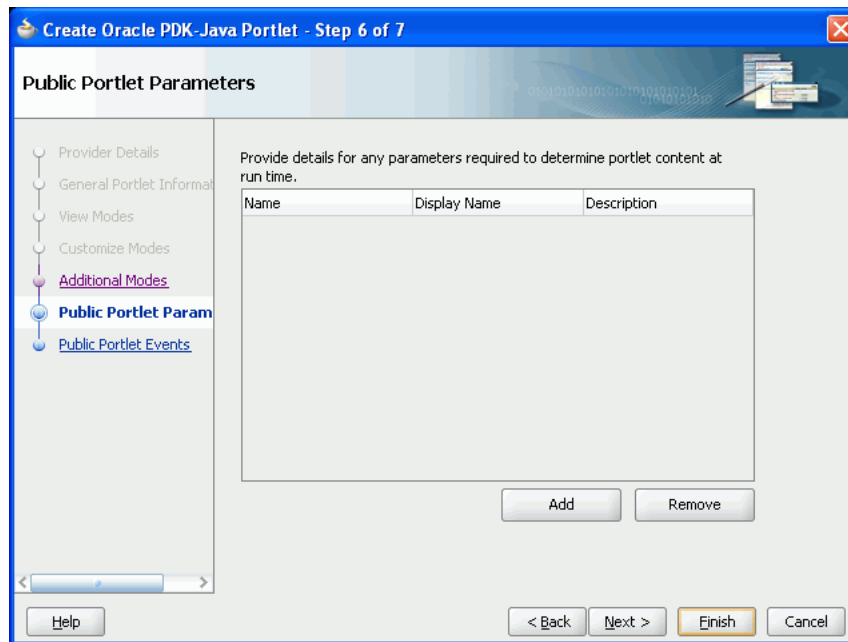 Create Oracle PDK-Java Portlet - Step 6 of 7
Public Portlet Parameters
Provider Details
General Portlet Informat
View Modes
Customize Modes
Additional Modes
Public Portlet Param
Public Portlet Events
Provide details for any parameters required to determine portlet content at
run time.
Name Display Name Description
Add Remove
Help < Back Next > Finish Cancel